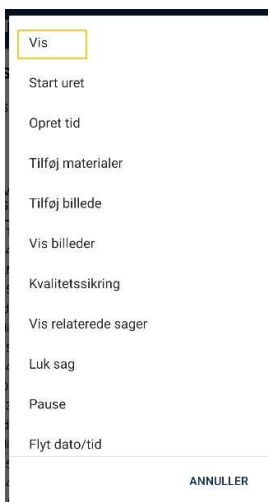 Vis
Start uret
Opret tid
Tilføj materialer
Tilføj billede
Vis billeder
Kvalitetssikring
Vis relaterede sager
Luk sag
Pause
Flyt dato/tid
ANNULLER